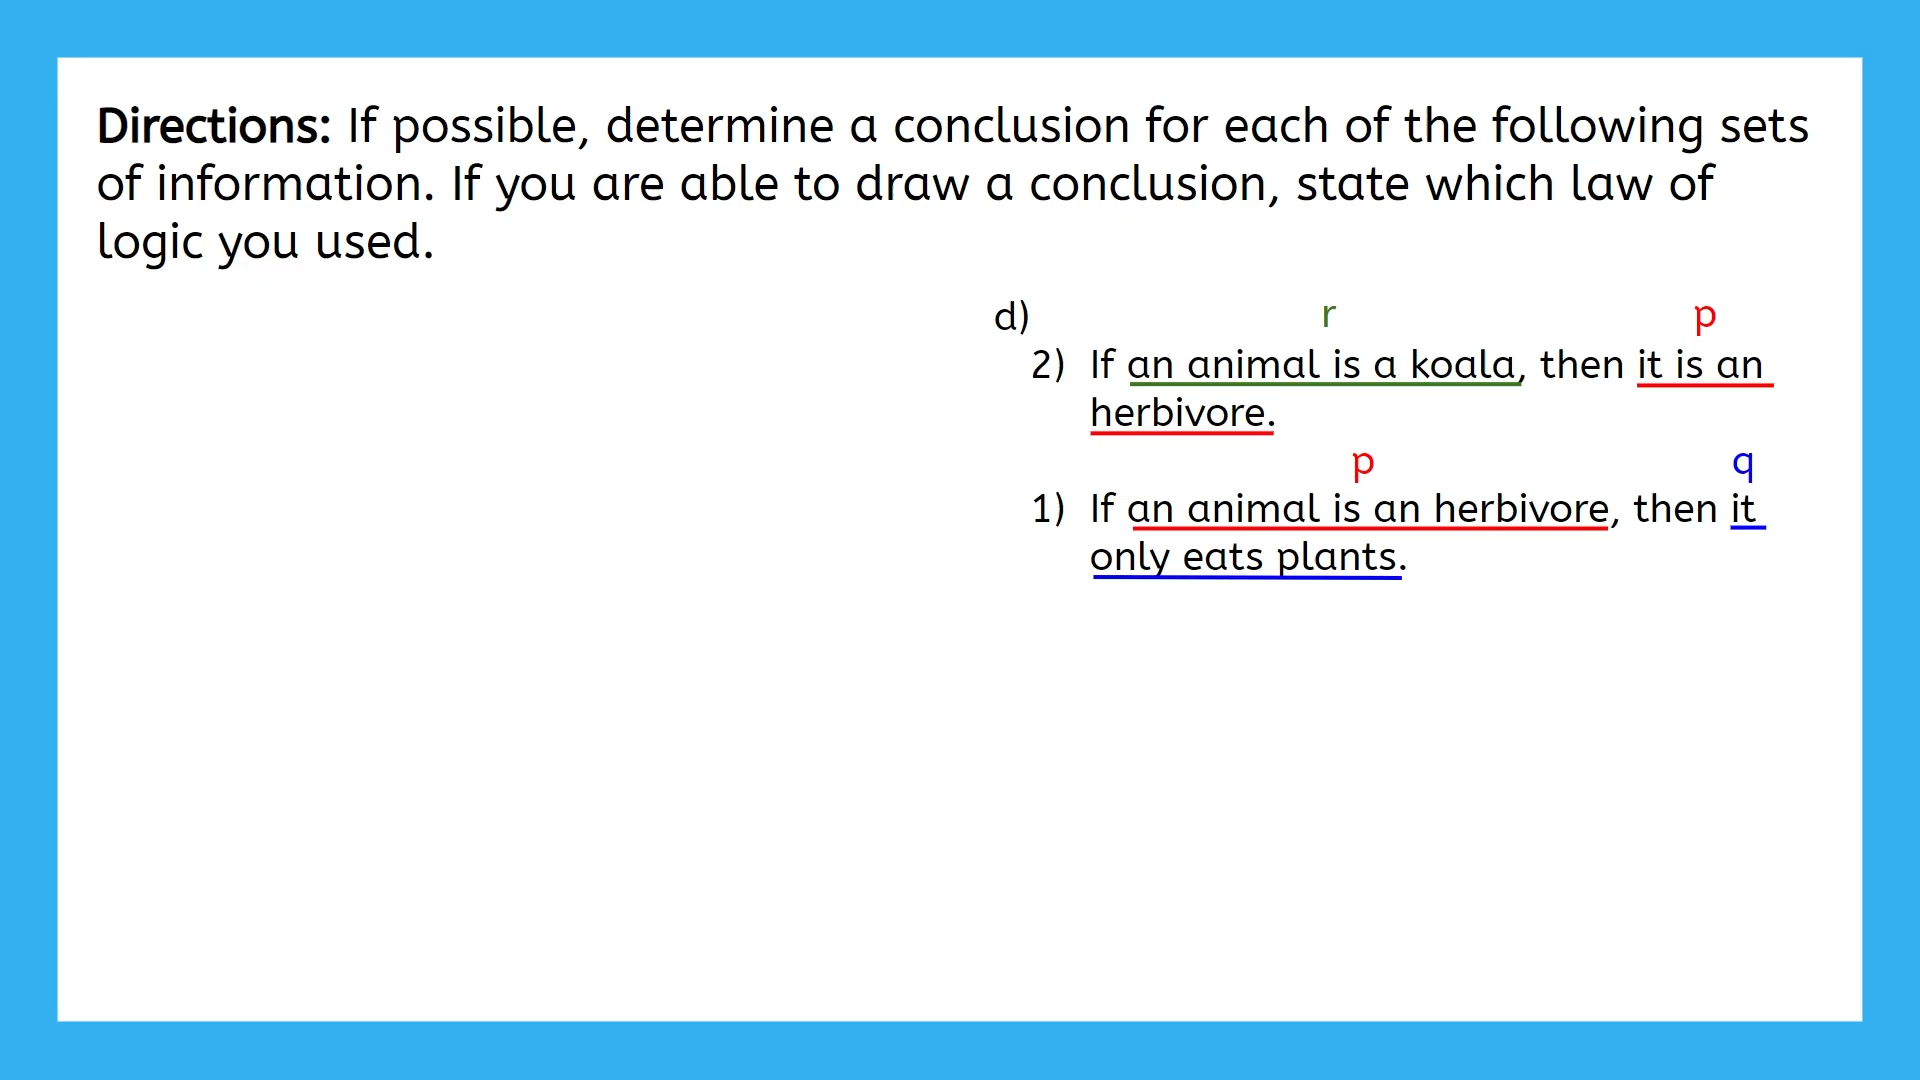 Directions: If possible, determine a conclusion for each of the following sets
of information. If you are able to draw a conclusion, state which law of
logic you used.
d) r p
2) If an animal is a koala, then it is an
herbivore.
p q
1) If an animal is an herbivore, then it
only eats plants.